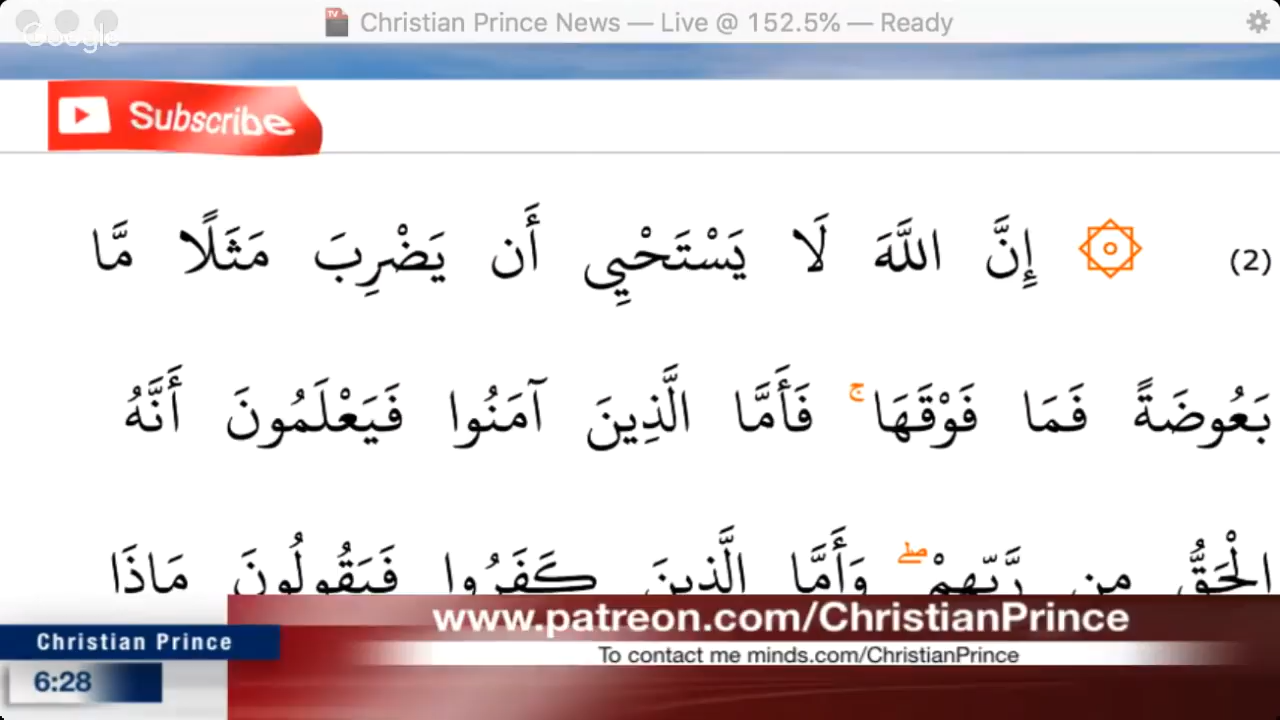 Google
Christian Prince News — Live @ 152.5% — Ready
Subscribe
(2) ۞ إِنَّ اللَّهَ لَا يَسْتَحْيِي أَن يَضْرِبَ مَثَلًا مَّا
بَعُوضَةً فَمَا فَوْقَهَا ۚ فَأَمَّا الَّذِينَ آمَنُوا فَيَعْلَمُونَ أَنَّهُ
الْحَقُّ مِن رَّبِّهِمْ ۖ وَأَمَّا الَّذِينَ كَفَرُوا فَيَقُولُونَ مَاذَا
www.patreon.com/ChristianPrince
Christian Prince
To contact me minds.com/ChristianPrince
6:28